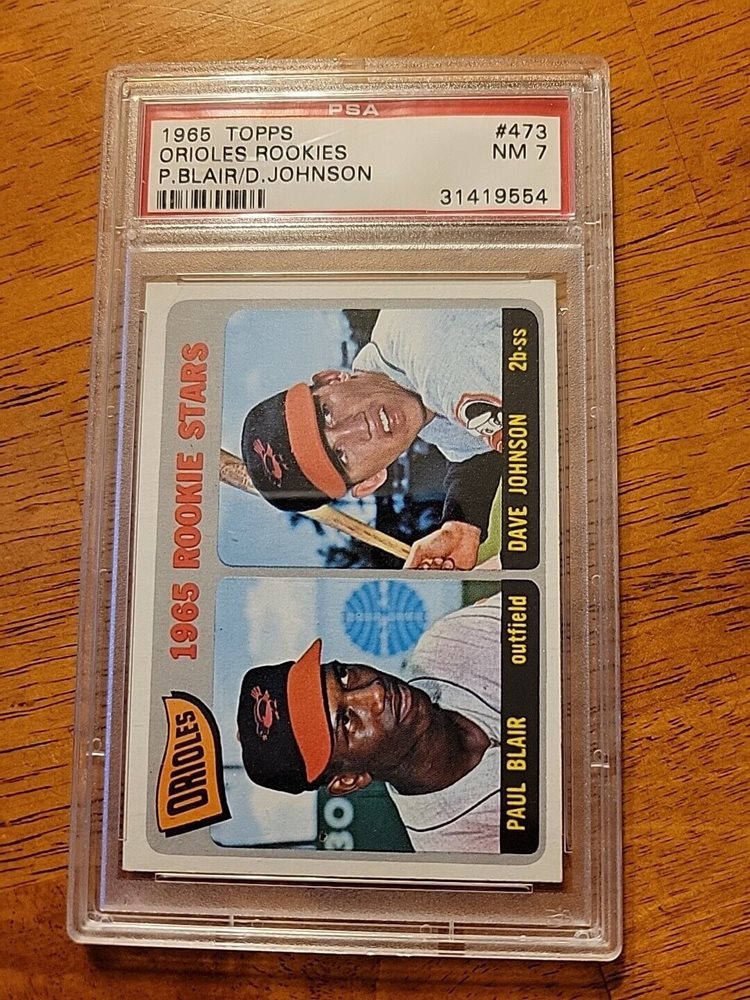 PSA
1965 TOPPS #473
ORIOLES ROOKIES NM 7
P.BLAIR/D.JOHNSON
31419554
ORIOLES 1965 ROOKIE STARS
30
PAUL BLAIR outfield
DAVE JOHNSON 2b-ss